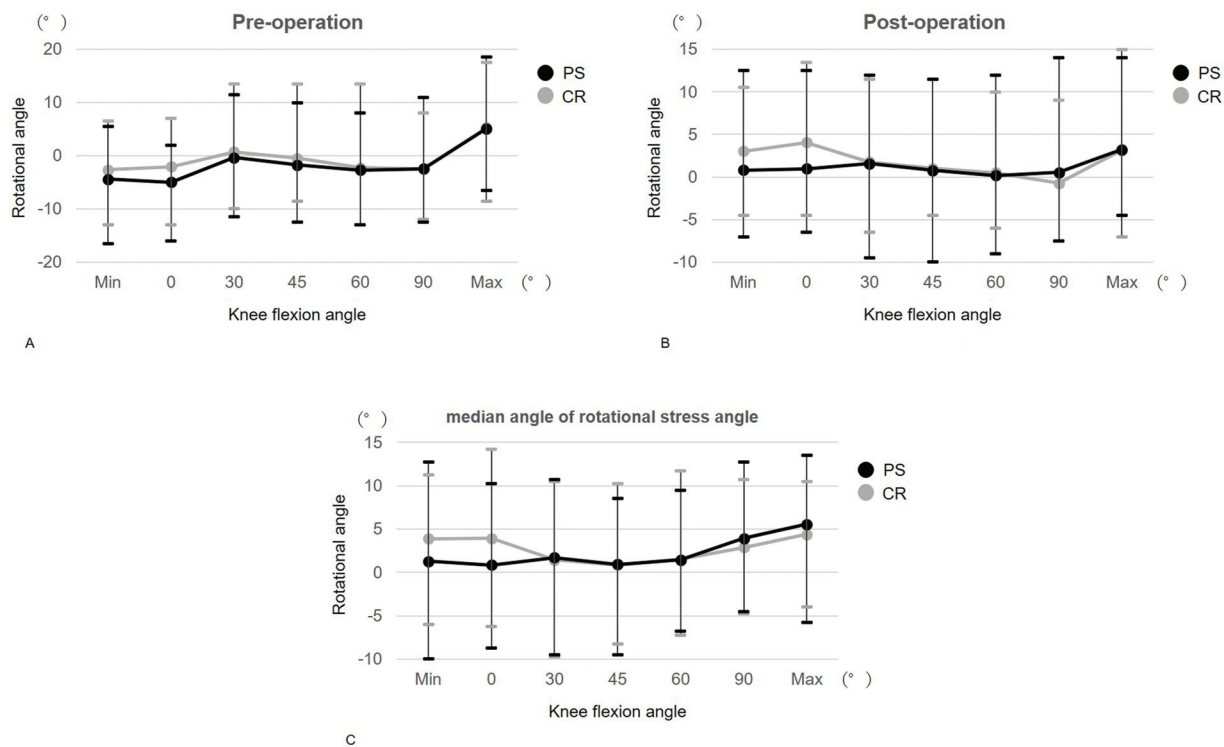 (° ) Pre-operation
20
10
0
-10
-20
Rotational angle
PS
CR
Min 0 30 45 60 90 Max (° )
Knee flexion angle
A
(° ) Post-operation
15
10
5
0
-5
-10
Rotational angle
PS
CR
Min 0 30 45 60 90 Max (° )
Knee flexion angle
B
(° ) median angle of rotational stress angle
15
10
5
0
-5
-10
Rotational angle
PS
CR
Min 0 30 45 60 90 Max (° )
Knee flexion angle
C